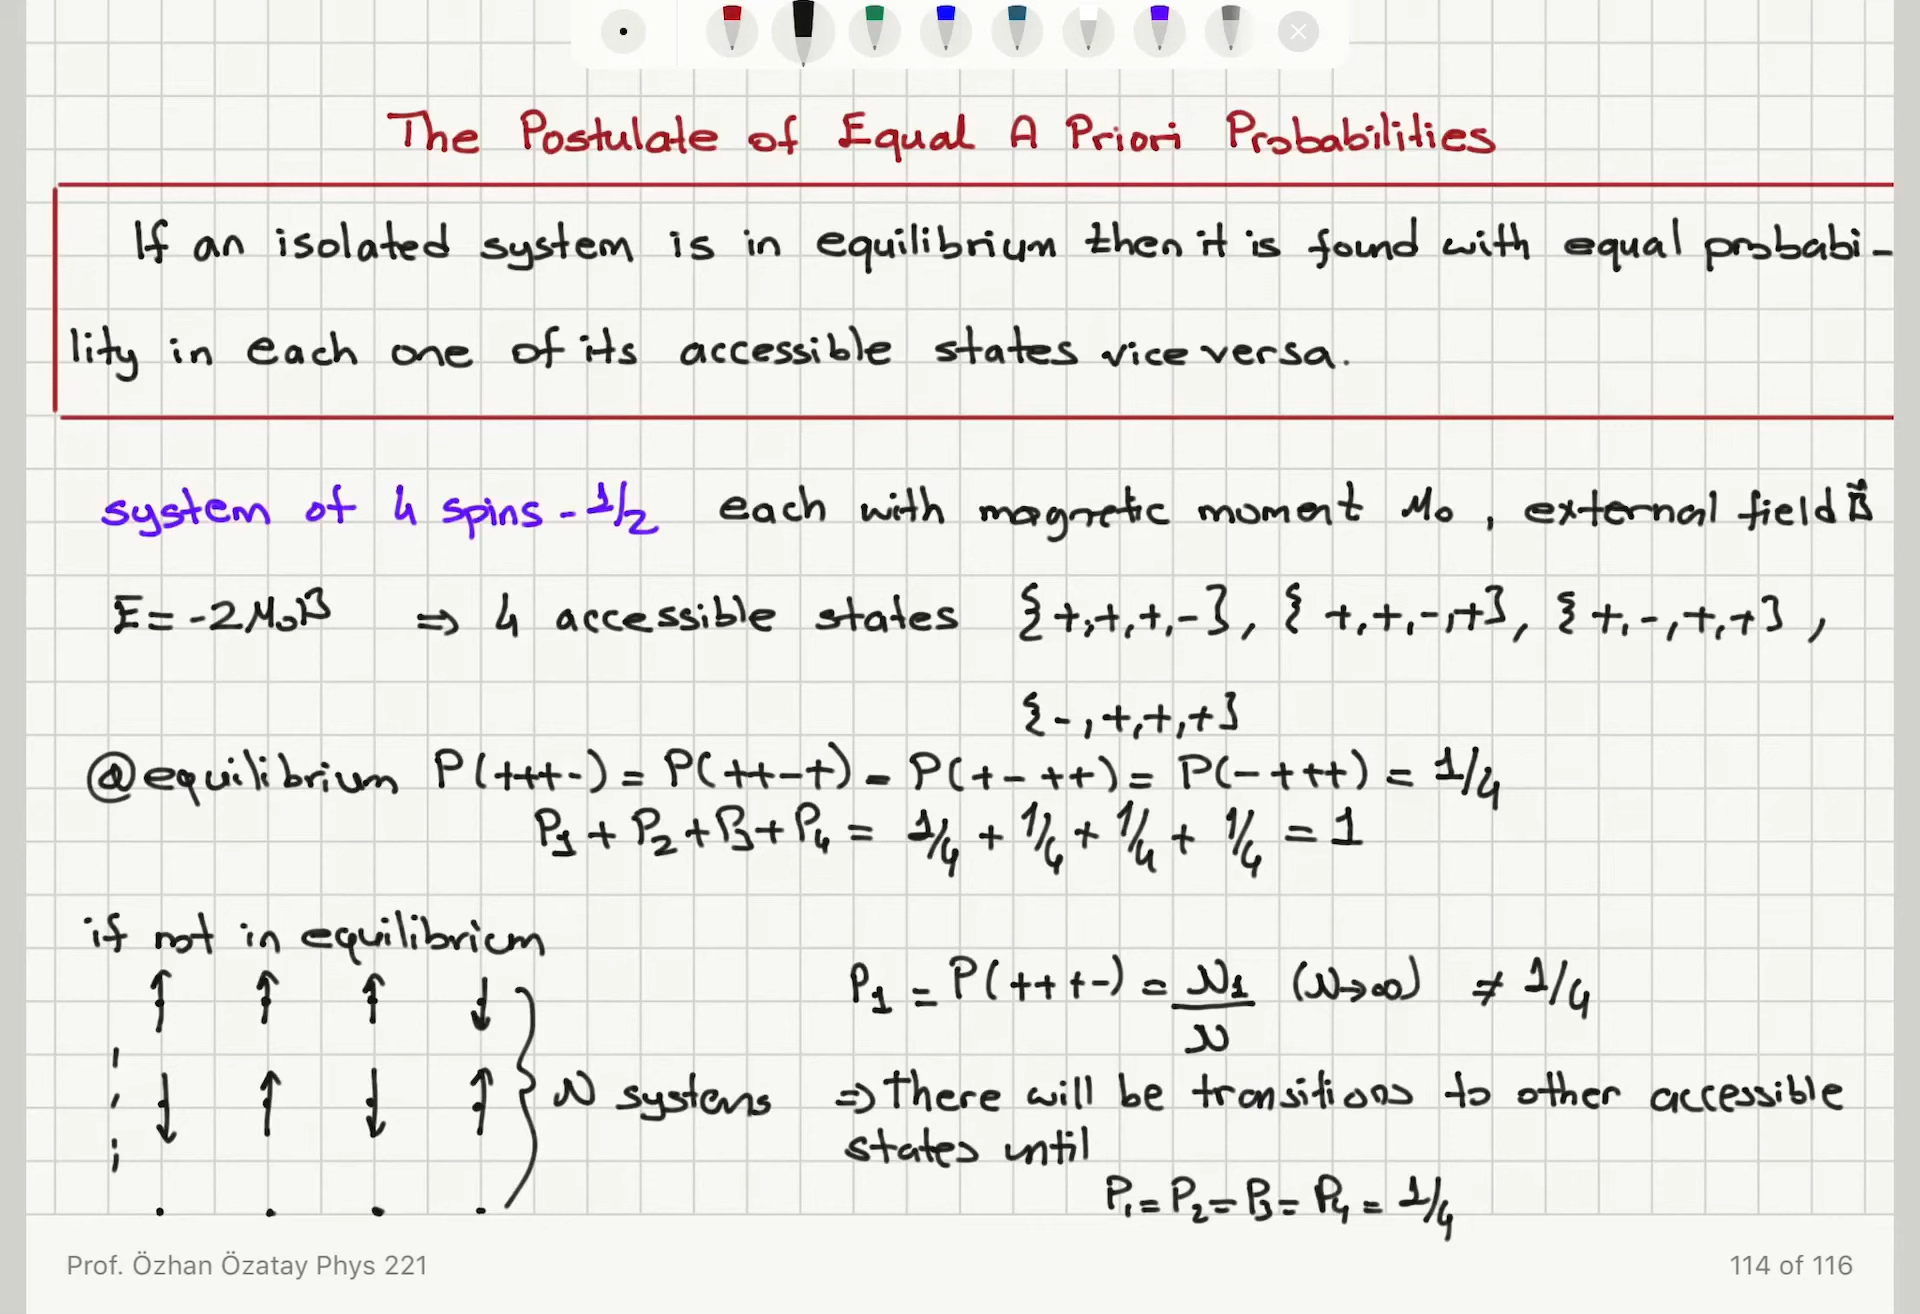 The Postulate of Equal A Priori Probabilities
If an isolated system is in equilibrium then it is found with equal probabi-
lity in each one of its accessible states vice versa.
system of 4 spins-1/2 each with magnetic moment μ₀, external field B⃗
E = -2μ₀B ⇒ 4 accessible states {+,+,+,-}, {+,+,-,+}, {+,-,+,+},
{-,+,+,+}
@equilibrium P(+++-) = P(++-+) = P(+-++) = P(-+++) = 1/4
P₁ + P₂ + P₃ + P₄ = 1/4 + 1/4 + 1/4 + 1/4 = 1
if not in equilibrium
P₁ = P(+++-) = N₁/N (N→∞) ≠ 1/4
↑ ↑ ↑ ↓
↓ ↑ ↓ ↑ } N systems ⇒ There will be transitions to other accessible
states until
P₁ = P₂ = P₃ = P₄ = 1/4
Prof. Özhan Özatay Phys 221
114 of 116